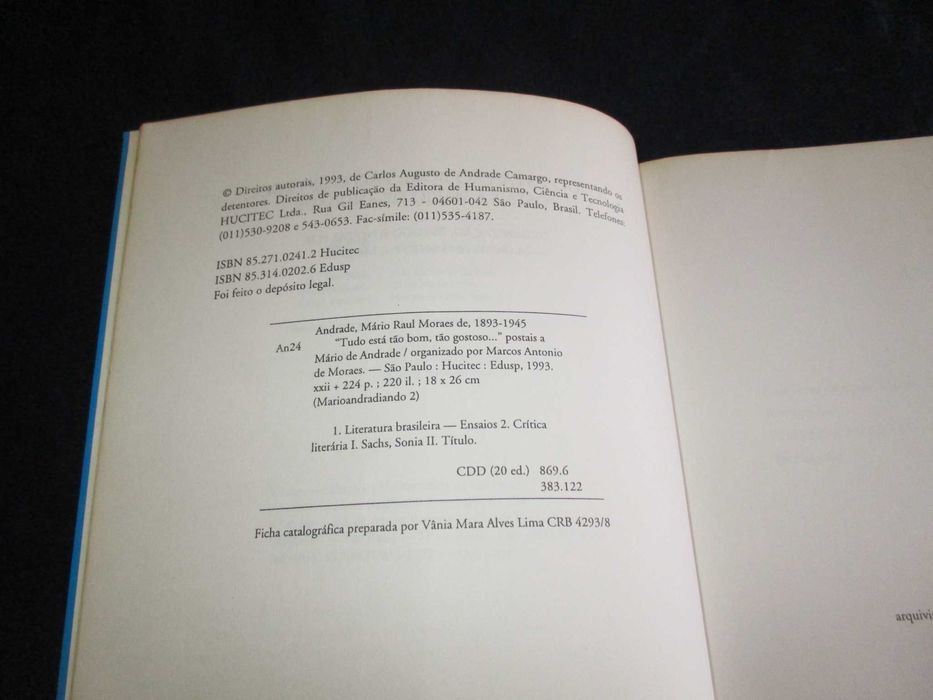 © Direitos autorais, 1993, de Carlos Augusto de Andrade Camargo, representando os
detentores. Direitos de publicação da Editora de Humanismo, Ciência e Tecnologia
HUCITEC Ltda., Rua Gil Eanes, 713 - 04601-042 São Paulo, Brasil. Telefones:
(011)530-9208 e 543-0653. Fac-símile: (011)535-4187.
ISBN 85.271.0241.2 Hucitec
ISBN 85.314.0202.6 Edusp
Foi feito o depósito legal.
Andrade, Mário Raul Moraes de, 1893-1945
An24 "Tudo está tão bom, tão gostoso..." postais a
Mário de Andrade / organizado por Marcos Antonio
de Moraes. — São Paulo : Hucitec : Edusp, 1993.
xxii + 224 p. ; 220 il. ; 18 x 26 cm
(Marioandradiando 2)
1. Literatura brasileira — Ensaios 2. Crítica
literária I. Sachs, Sonia II. Título.
CDD (20 ed.) 869.6
383.122
Ficha catalográfica preparada por Vânia Mara Alves Lima CRB 4293/8